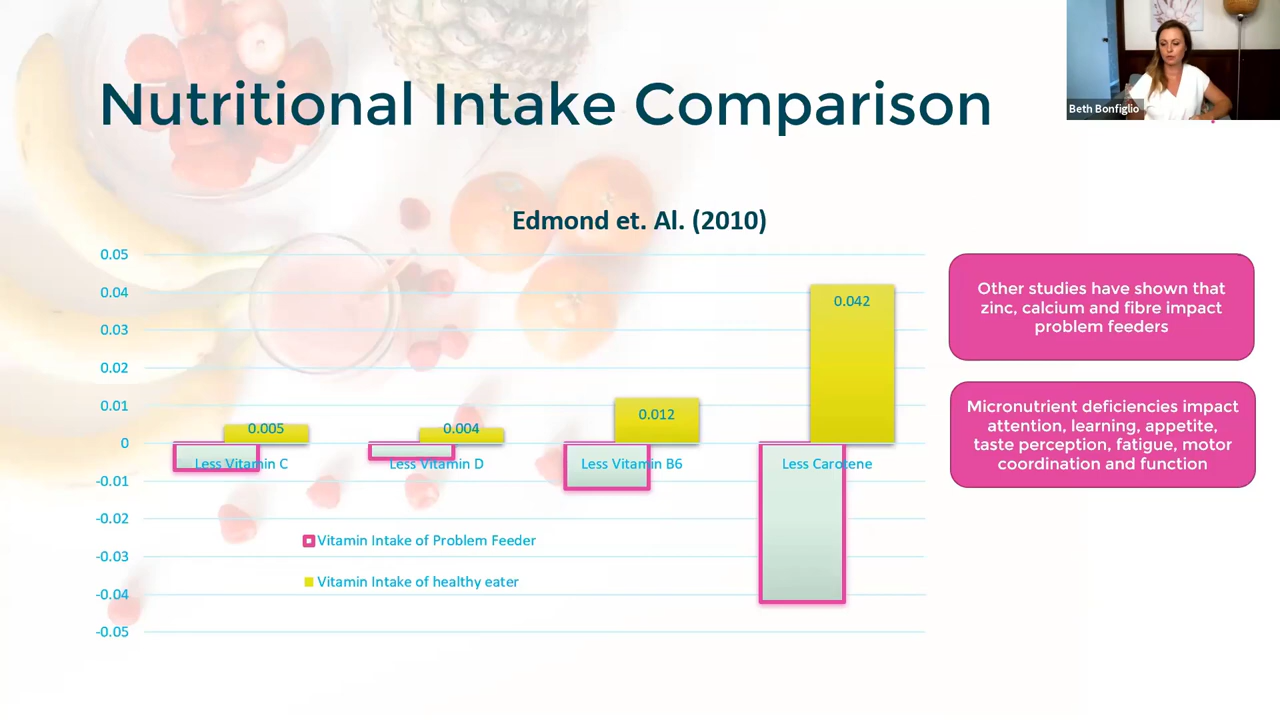 Nutritional Intake Comparison
Beth Bonfiglio
Edmond et. Al. (2010)
0.05
0.04
0.03
0.02
0.01
0
-0.01
-0.02
-0.03
-0.04
-0.05
0.005
0.004
0.012
0.042
Less Vitamin C
Less Vitamin D
Less Vitamin B6
Less Carotene
Vitamin Intake of Problem Feeder
Vitamin Intake of healthy eater
Other studies have shown that
zinc, calcium and fibre impact
problem feeders
Micronutrient deficiencies impact
attention, learning, appetite,
taste perception, fatigue, motor
coordination and function